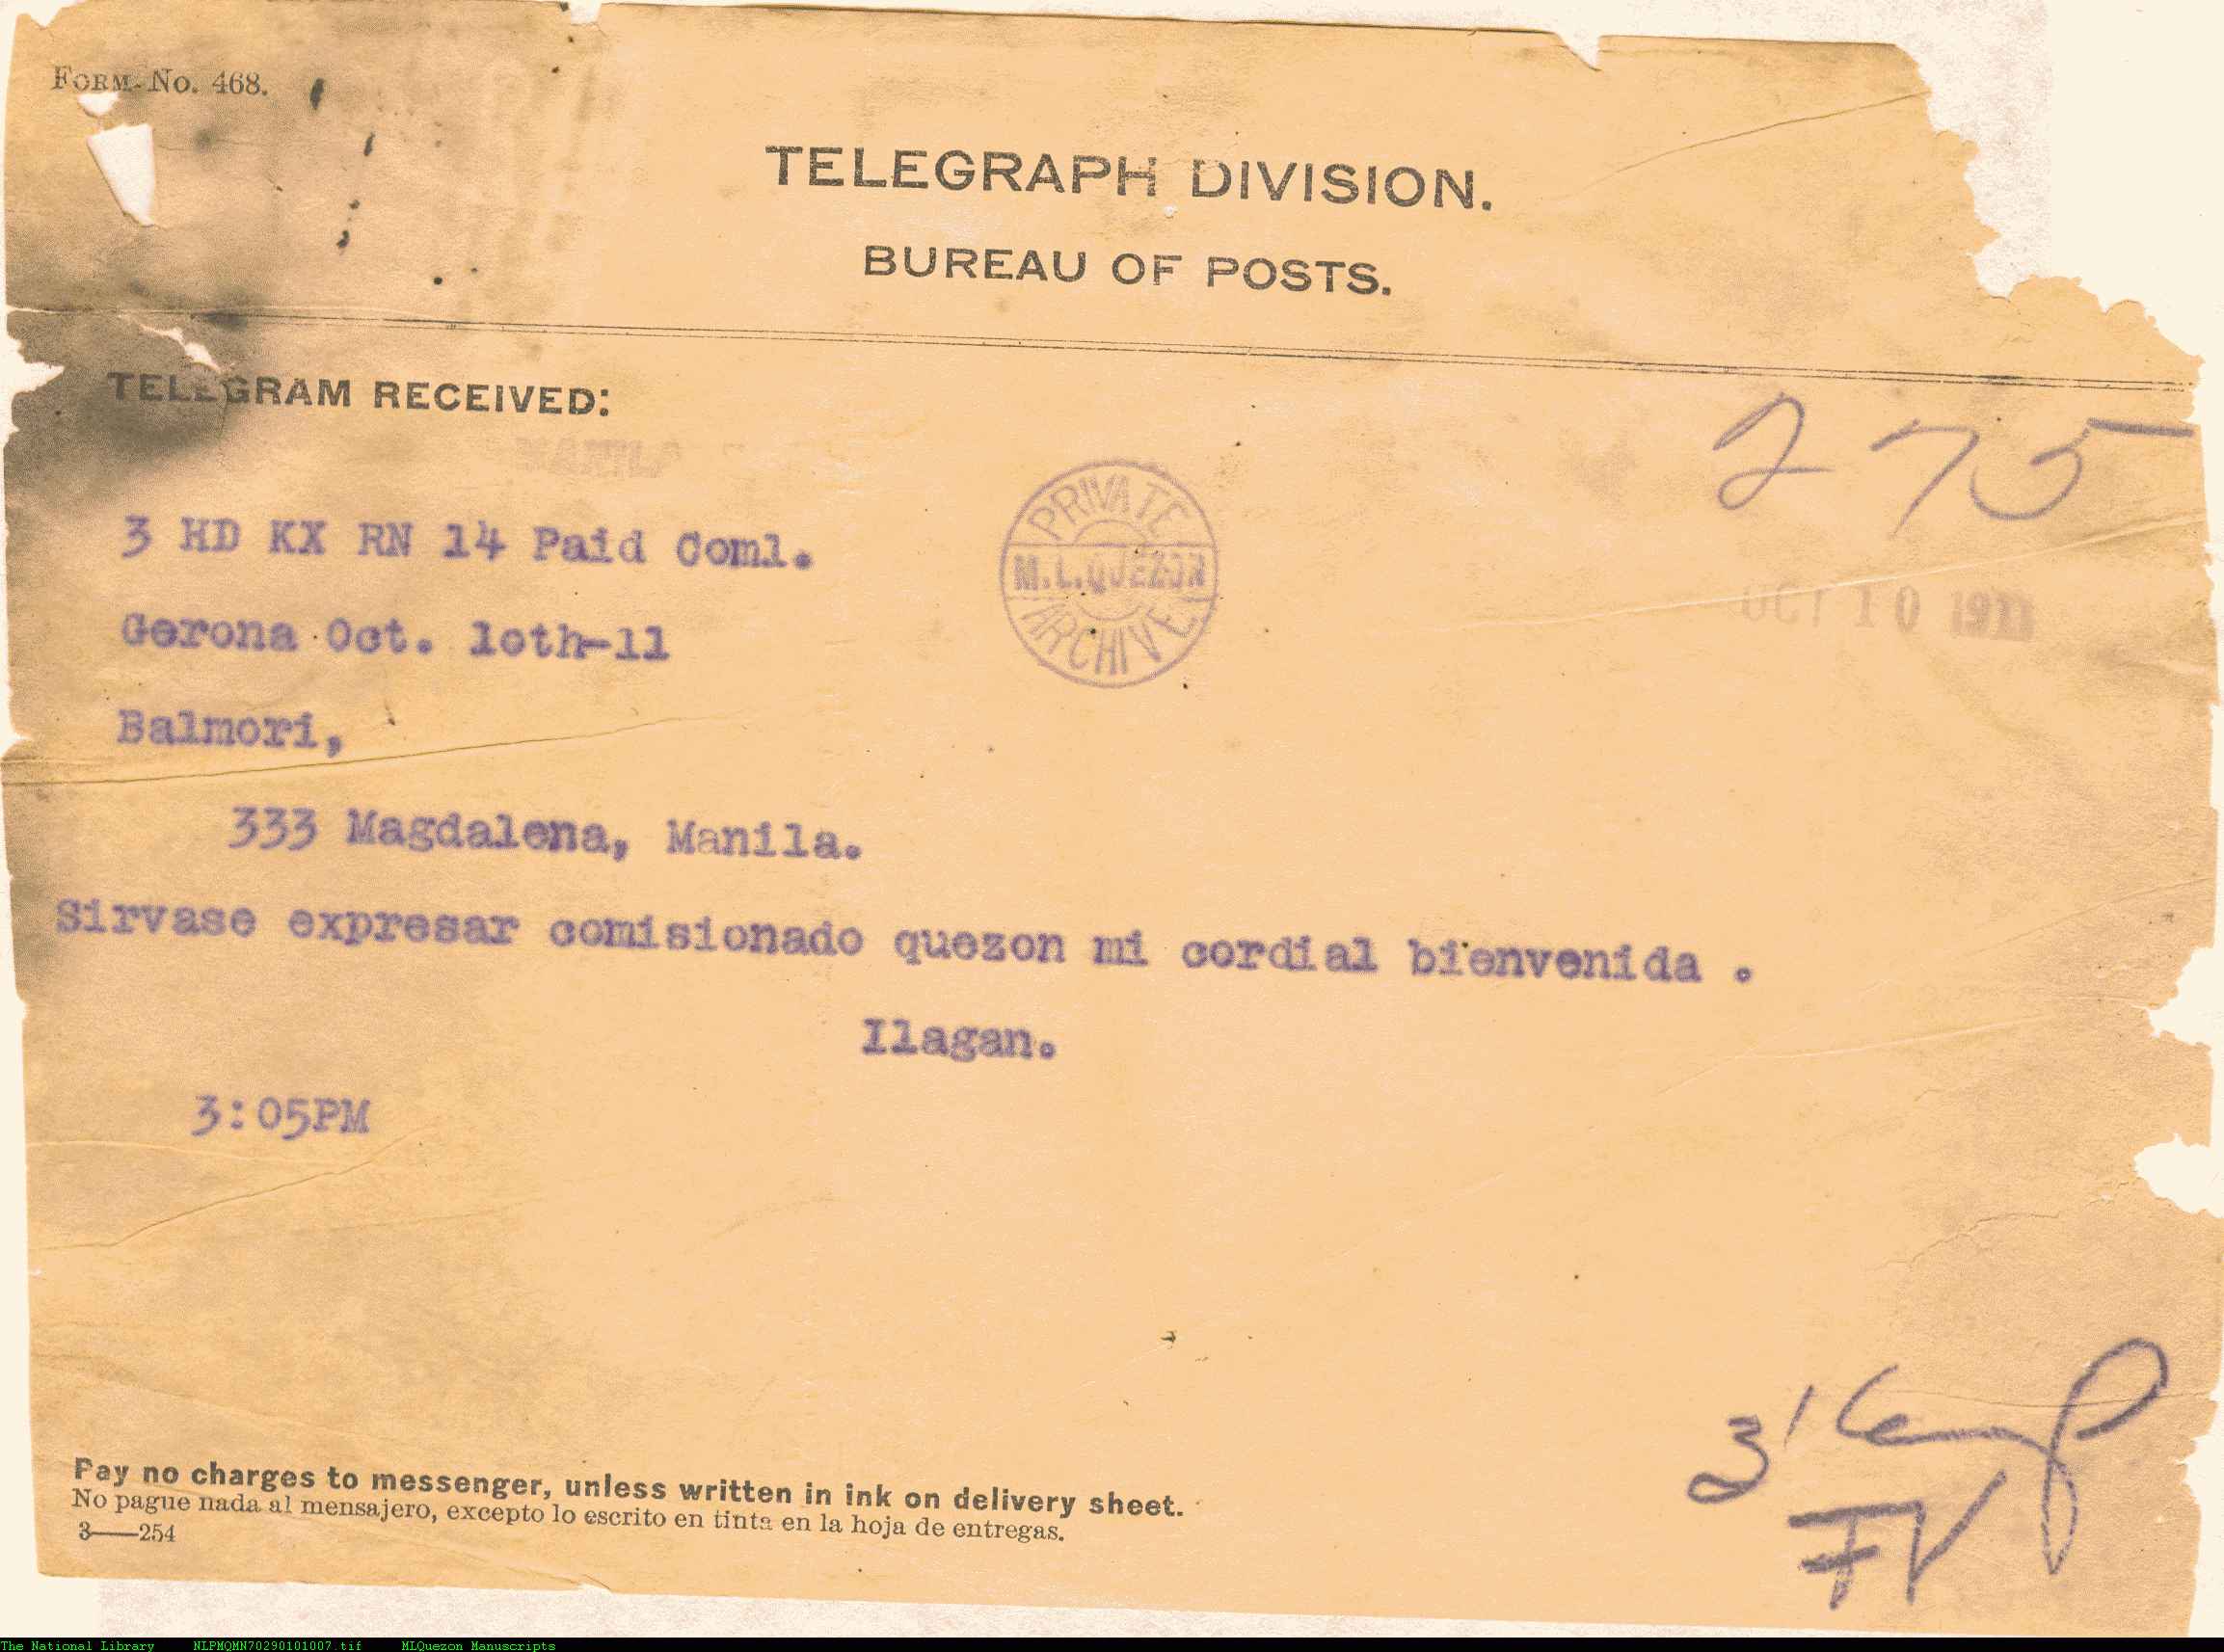 FORM No. 468.
TELEGRAPH DIVISION.
BUREAU OF POSTS.
TELEGRAM RECEIVED:
MANILA
275
3 HD KX RN 14 Paid Coml.
PRIVATE
M.L.QUEZON
ARCHIVE
OCT 10 1911
Gerona Oct. 10th-11
Balmori,
333 Magdalena, Manila.
Sirvase expresar comisionado quezon mi cordial bienvenida .
Ilagan.
3:05PM
Pay no charges to messenger, unless written in ink on delivery sheet.
No pague nada al mensajero, excepto lo escrito en tinta en la hoja de entregas.
3—254
The National Library NLPMQMN70290101007.tif MLQuezon Manuscripts